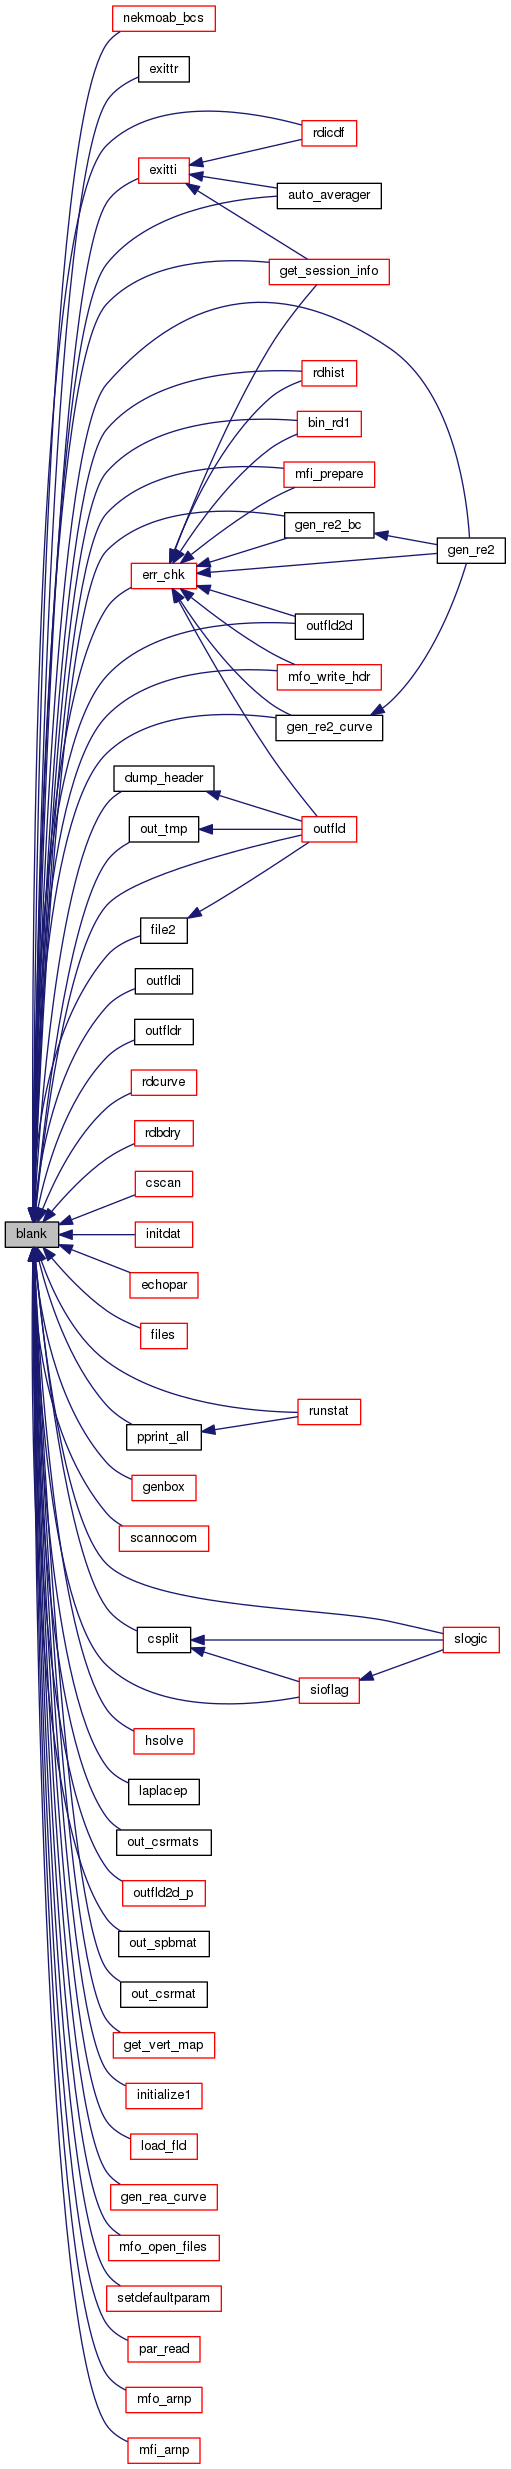 nekmoab_bcs
exittr
rdicdf
exitti
auto_averager
get_session_info
rdhist
bin_rd1
mfi_prepare
gen_re2_bc
gen_re2
err_chk
outfld2d
mfo_write_hdr
gen_re2_curve
dump_header
out_tmp
outfld
file2
outfldi
outfldr
rdcurve
rdbdry
cscan
blank
initdat
echopar
files
runstat
pprint_all
genbox
scannocom
csplit
slogic
sioflag
hsolve
laplacep
out_csrmats
outfld2d_p
out_spbmat
out_csrmat
get_vert_map
initialize1
load_fld
gen_rea_curve
mfo_open_files
setdefaultparam
par_read
mfo_arnp
mfi_arnp